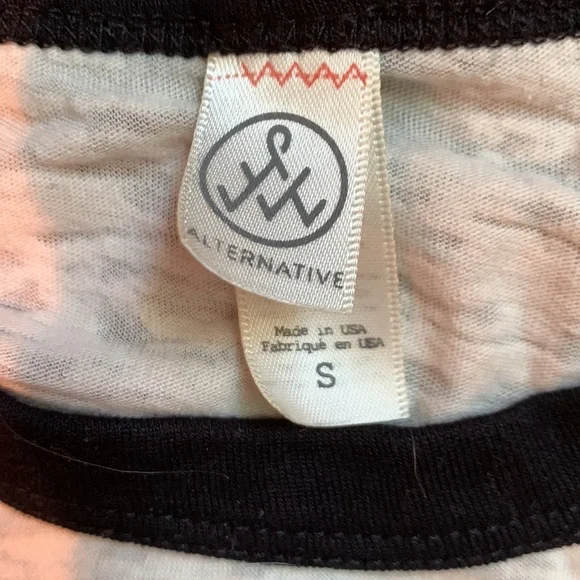 ALTERNATIVE
Made in USA
Fabriqué en USA
S